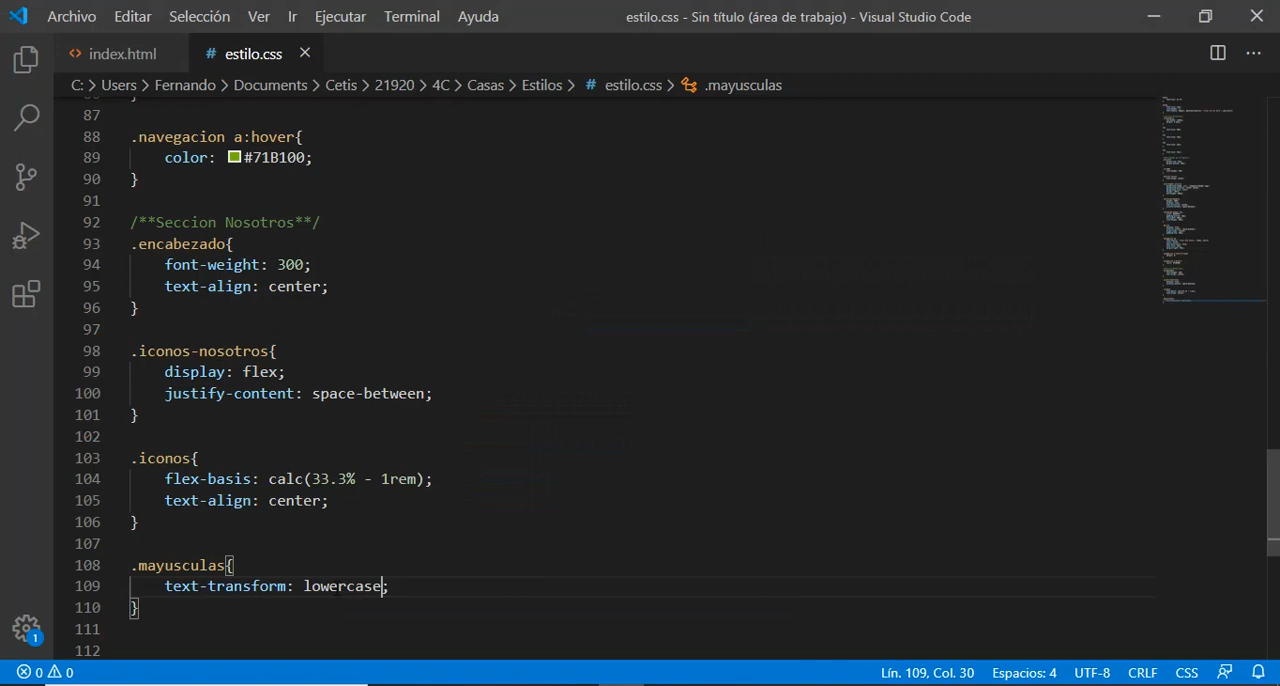 Archivo Editar Selección Ver Ir Ejecutar Terminal Ayuda estilo.css - Sin título (área de trabajo) - Visual Studio Code
index.html estilo.css
C: > Users > Fernando > Documents > Cetis > 21920 > 4C > Casas > Estilos > estilo.css > .mayusculas
87
88 .navegacion a:hover{
89 color: #71B100;
90 }
91
92 /**Seccion Nosotros**/
93 .encabezado{
94 font-weight: 300;
95 text-align: center;
96 }
97
98 .iconos-nosotros{
99 display: flex;
100 justify-content: space-between;
101 }
102
103 .iconos{
104 flex-basis: calc(33.3% - 1rem);
105 text-align: center;
106 }
107
108 .mayusculas{
109 text-transform: lowercase;
110 }
111
112
1
0 0 Lín. 109, Col. 30 Espacios: 4 UTF-8 CRLF CSS